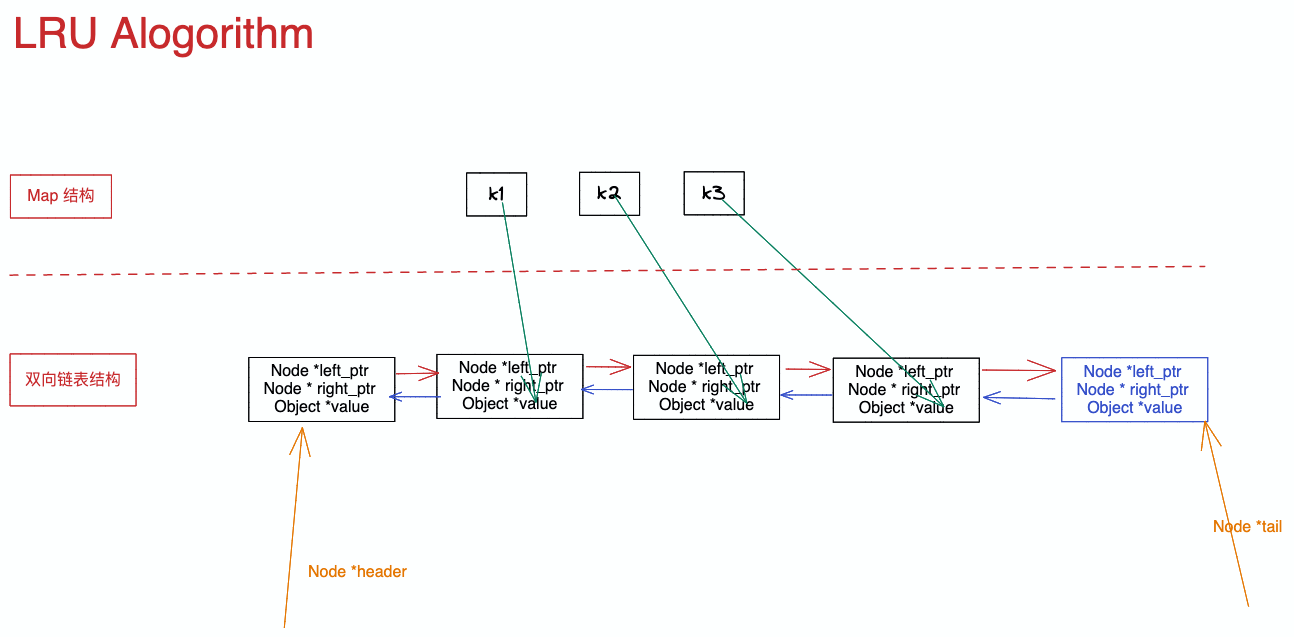 LRU Alogorithm
Map 结构
k1
k2
k3
双向链表结构
Node *left_ptr
Node * right_ptr
Object *value
Node *left_ptr
Node * right_ptr
Object *value
Node *left_ptr
Node * right_ptr
Object *value
Node *left_ptr
Node * right_ptr
Object *value
Node *left_ptr
Node * right_ptr
Object *value
Node *header
Node *tail